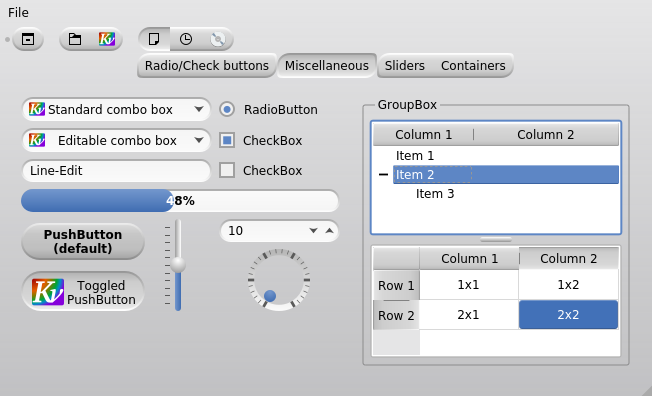 File
Radio/Check buttons
Miscellaneous
Sliders
Containers
Standard combo box
RadioButton
Editable combo box
CheckBox
Line-Edit
CheckBox
48%
PushButton
(default)
10
Toggled
PushButton
GroupBox
Column 1
Column 2
Item 1
Item 2
Item 3
Column 1
Column 2
Row 1
1x1
1x2
Row 2
2x1
2x2